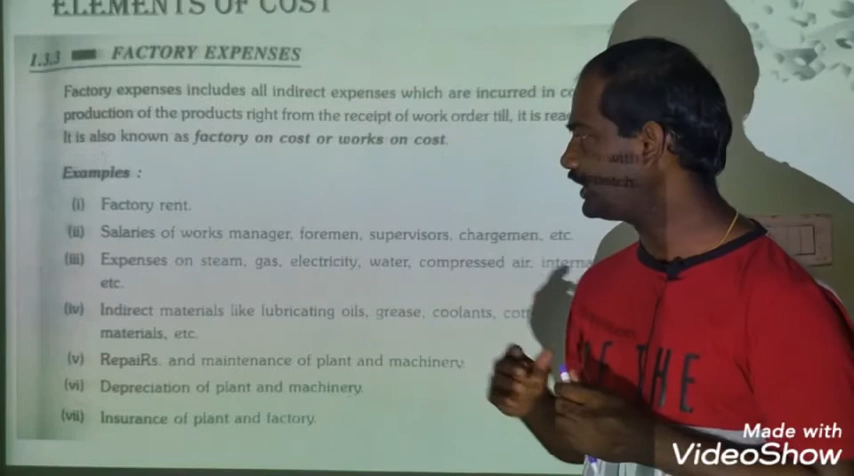 ELEMENTS OF COST
1.3.3 FACTORY EXPENSES
Factory expenses includes all indirect expenses which are incurred in
production of the products right from the receipt of work order till, it is
It is also known as factory on cost or works on cost.
with
Examples :
(i) Factory rent.
(ii) Salaries of works manager, foremen, supervisors, chargemen, etc.
(iii) Expenses on steam, gas, electricity, water, compressed air,
etc.
(iv) Indirect materials like lubricating oils, grease, coolants,
materials, etc.
(v) RepaiRs. and maintenance of plant and machinery.
(vi) Depreciation of plant and machinery.
(vii) Insurance of plant and factory.
THE
Made with
VideoShow